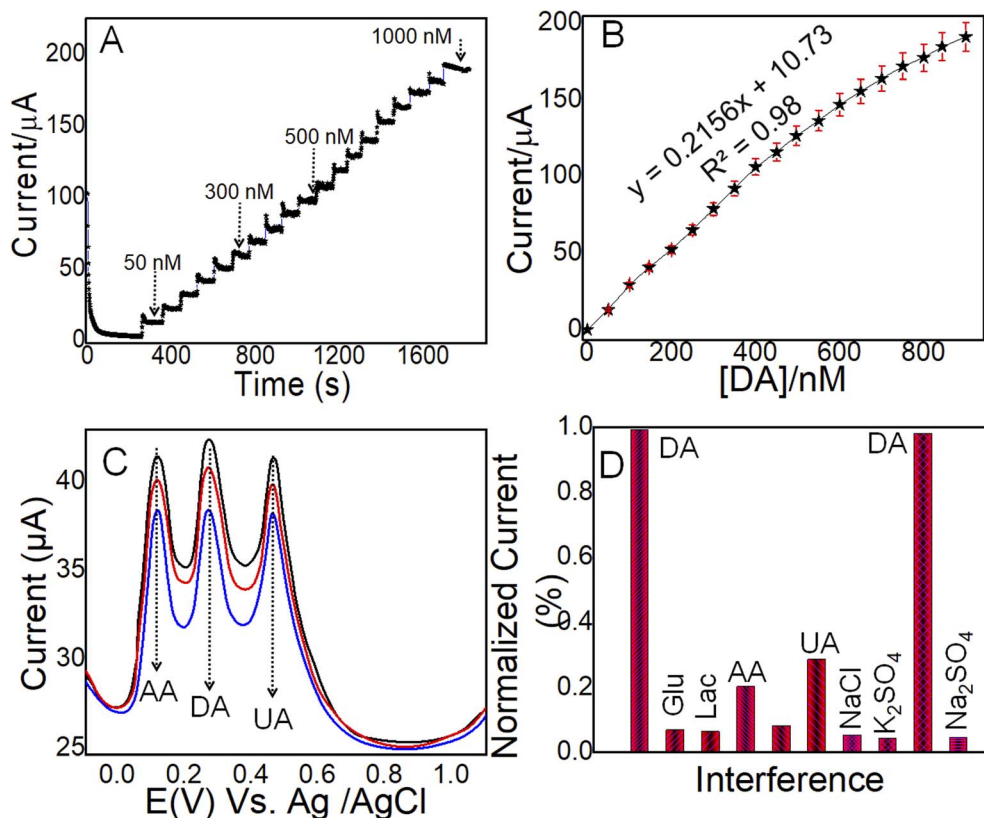 A
200
150
100
50
0
Current/µA
50 nM
300 nM
500 nM
1000 nM
0
400
800
1200
1600
Time (s)
B
200
150
100
50
0
Current/µA
y = 0.2156x + 10.73
R² = 0.98
0
200
400
600
800
[DA]/nM
C
40
35
30
25
Current (µA)
AA
DA
UA
0.0
0.2
0.4
0.6
0.8
1.0
E(V) Vs. Ag /AgCl
D
1.0
0.8
0.6
0.4
0.2
0.0
Normalized Current
(%)
DA
Glu
Lac
AA
UA
NaCl
K₂SO₄
DA
Na₂SO₄
Interference